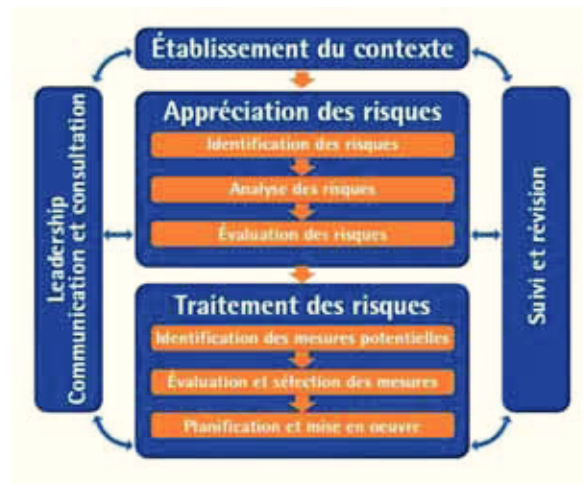 Établissement du contexte
Leadership
Communication et consultation
Appréciation des risques
Identification des risques
Analyse des risques
Évaluation des risques
Traitement des risques
Identification des mesures potentielles
Évaluation et sélection des mesures
Planification et mise en oeuvre
Suivi et révision